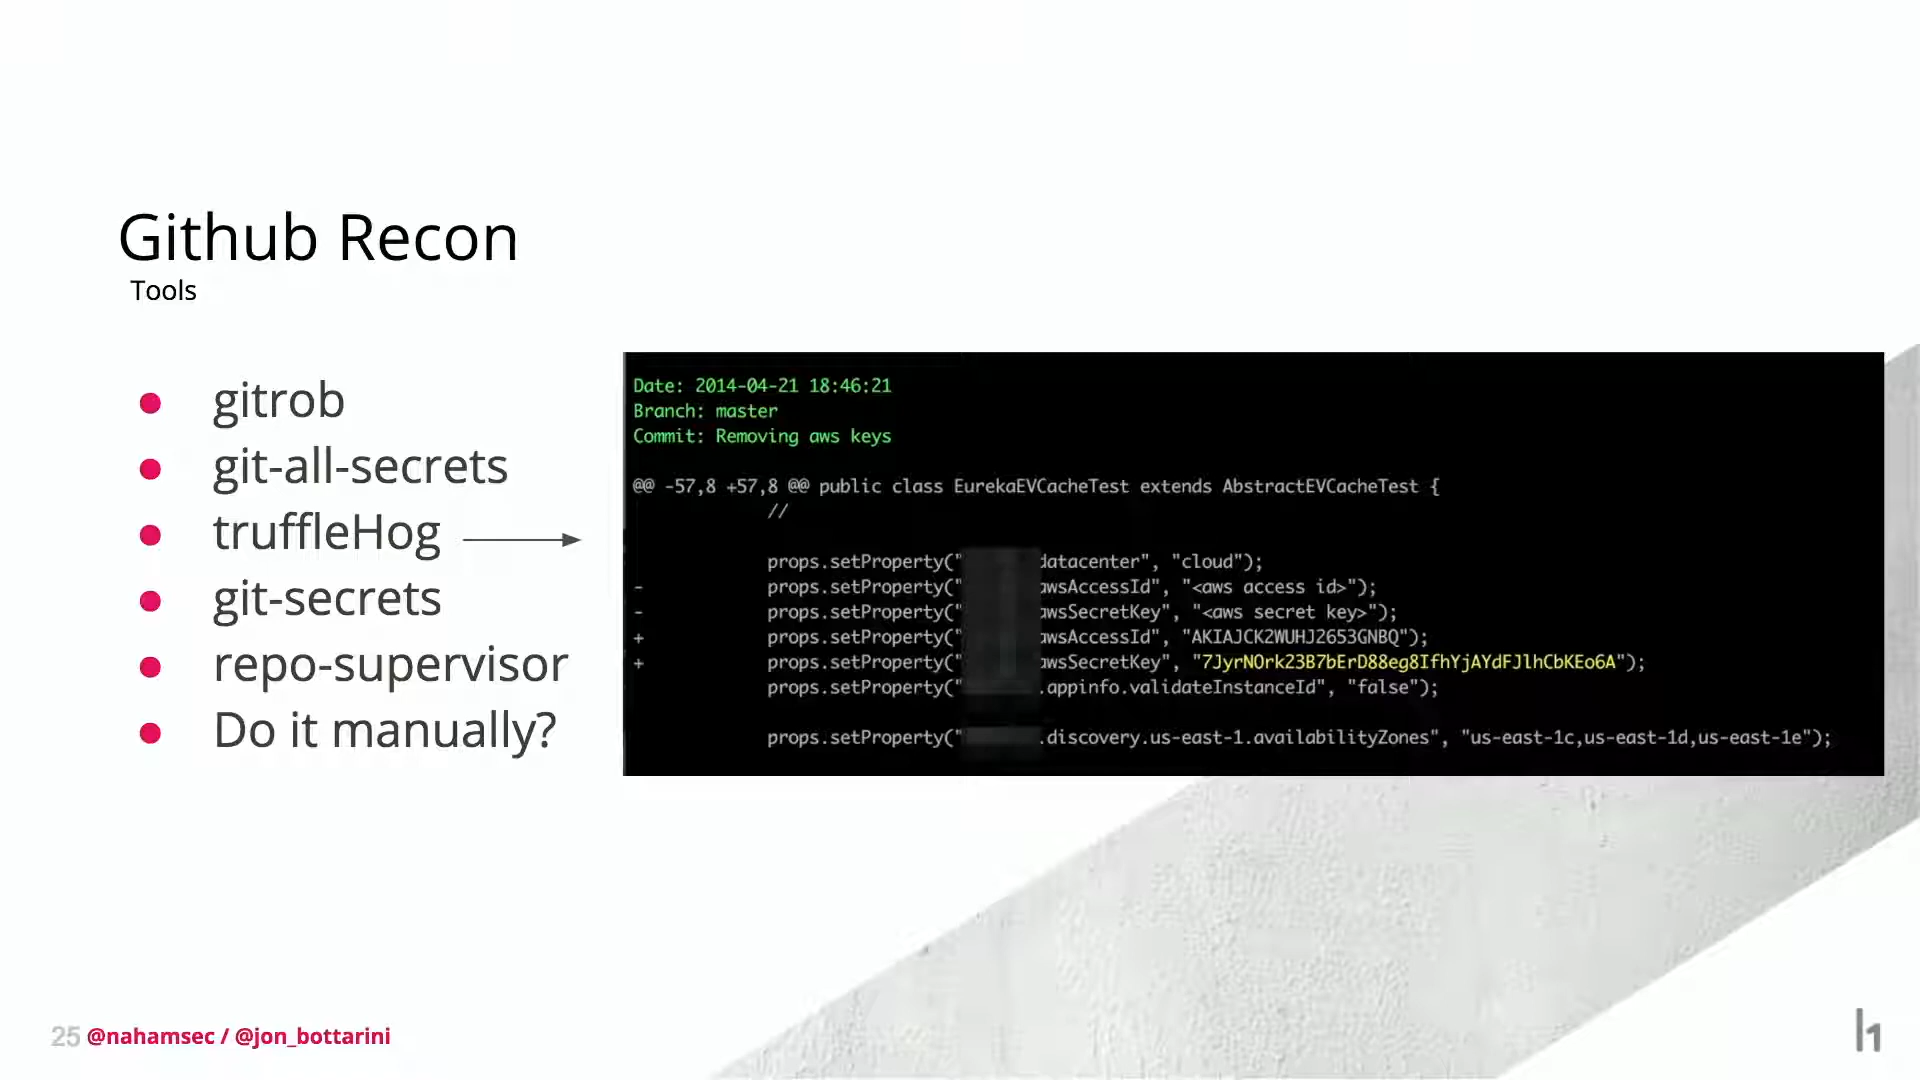 Github Recon
Tools
gitrob
git-all-secrets
truffleHog
git-secrets
repo-supervisor
Do it manually?
Date: 2014-04-21 18:46:21
Branch: master
Commit: Removing aws keys
@@ -57,8 +57,8 @@ public class EurekaEVCacheTest extends AbstractEVCacheTest {
//
props.setProperty(" datacenter", "cloud");
- props.setProperty(" awsAccessId", "<aws access id>");
- props.setProperty(" awsSecretKey", "<aws secret key>");
+ props.setProperty(" awsAccessId", "AKIAJCK2WUHJ2653GNBQ");
+ props.setProperty(" awsSecretKey", "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");
props.setProperty(" .appinfo.validateInstanceId", "false");
props.setProperty(" .discovery.us-east-1.availabilityZones", "us-east-1c,us-east-1d,us-east-1e");
25 @nahamsec / @jon_bottarini
l1